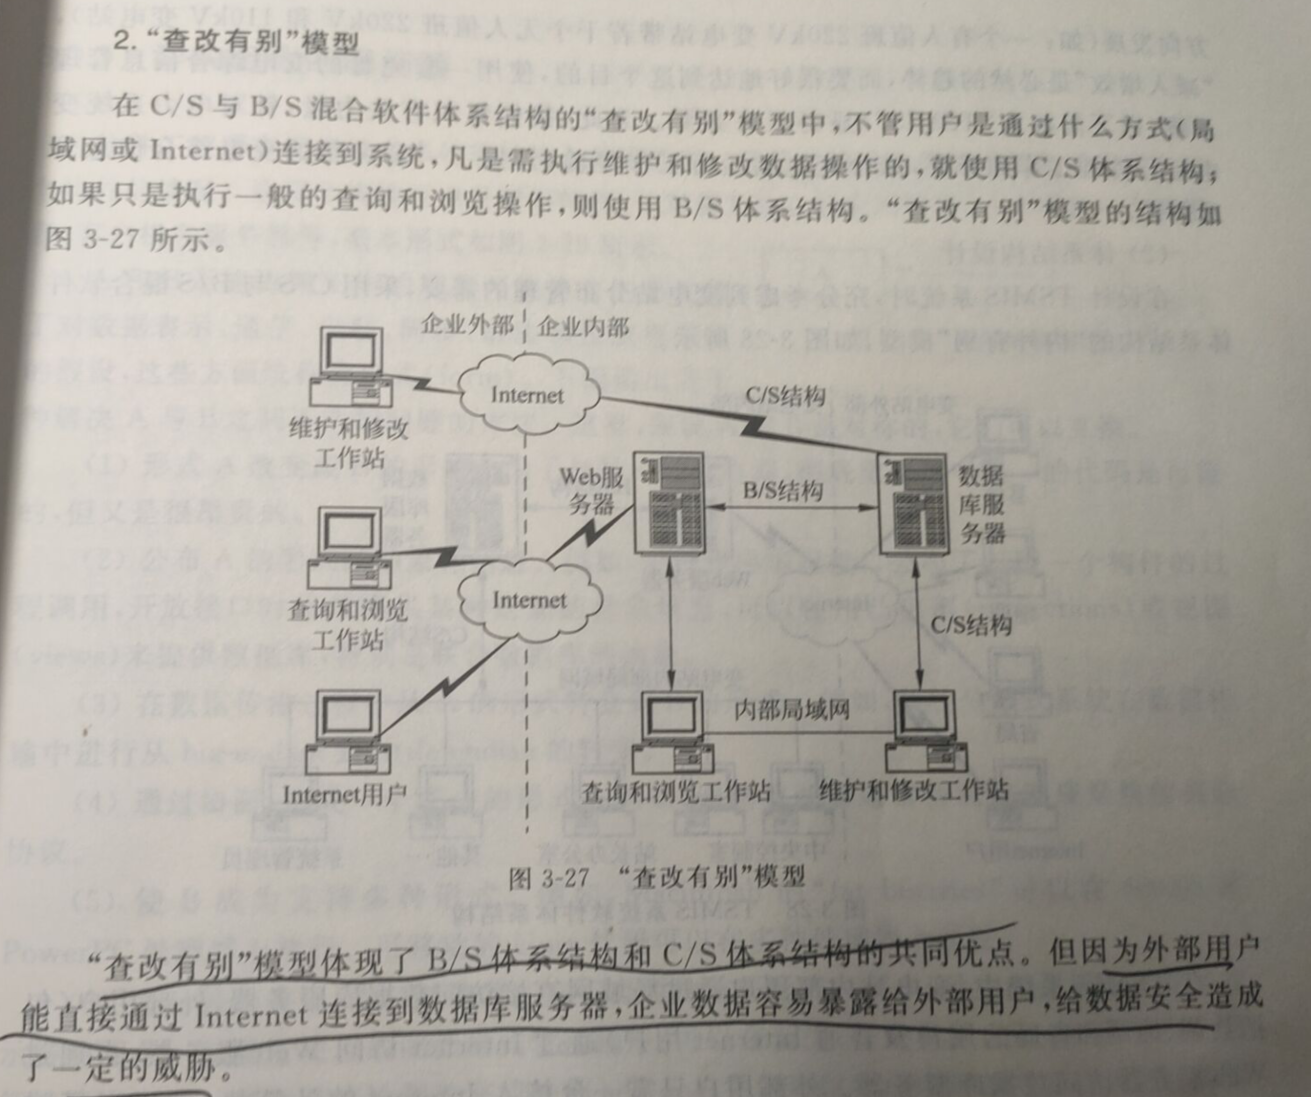 2. “查改有别”模型
在 C/S 与 B/S 混合软件体系结构的“查改有别”模型中,不管用户是通过什么方式(局
域网或 Internet)连接到系统,凡是需执行维护和修改数据操作的,就使用 C/S 体系结构;
如果只是执行一般的查询和浏览操作,则使用 B/S 体系结构。“查改有别”模型的结构如
图 3-27 所示。
企业外部
企业内部
Internet
C/S结构
维护和修改
工作站
Web服
务器
B/S结构
数据
库服
务器
查询和浏览
工作站
Internet
C/S结构
内部局域网
Internet用户
查询和浏览工作站
维护和修改工作站
图 3-27 “查改有别”模型
“查改有别”模型体现了 B/S 体系结构和 C/S 体系结构的共同优点。但因为外部用户
能直接通过 Internet 连接到数据库服务器,企业数据容易暴露给外部用户,给数据安全造成
了一定的威胁。